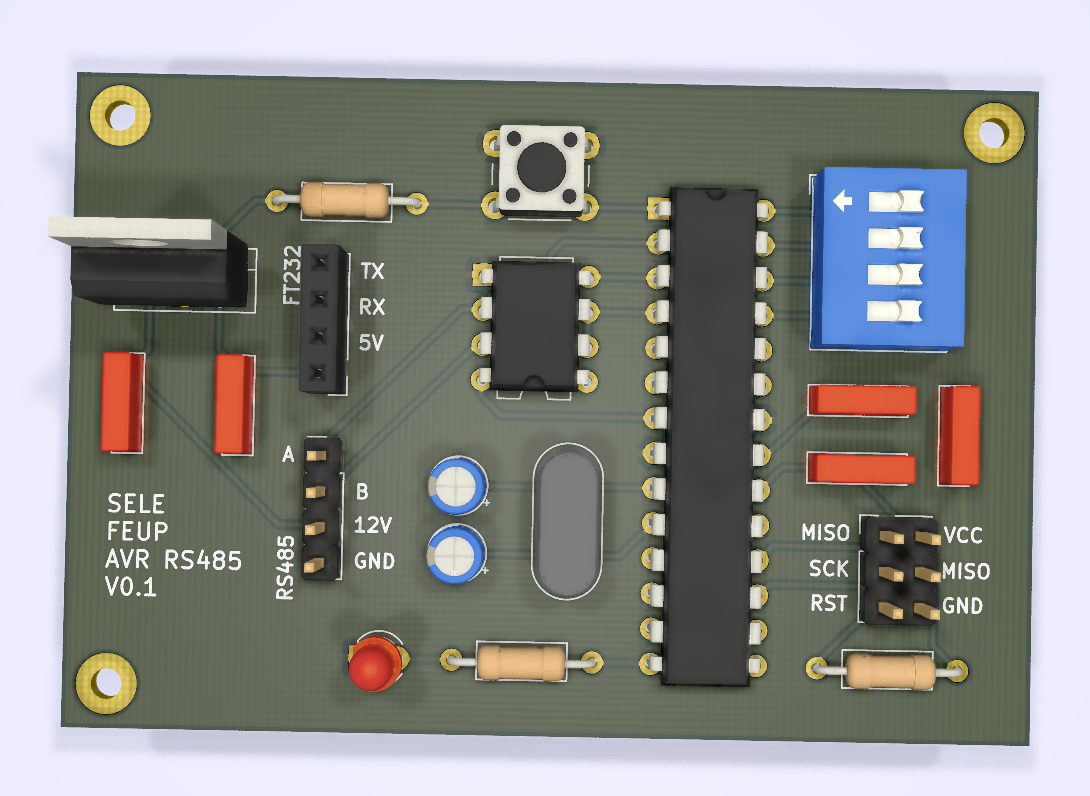 FT232
TX
RX
5V
A
B
12V
GND
RS485
SELE
FEUP
AVR RS485
V0.1
MISO VCC
SCK MISO
RST GND
+
+